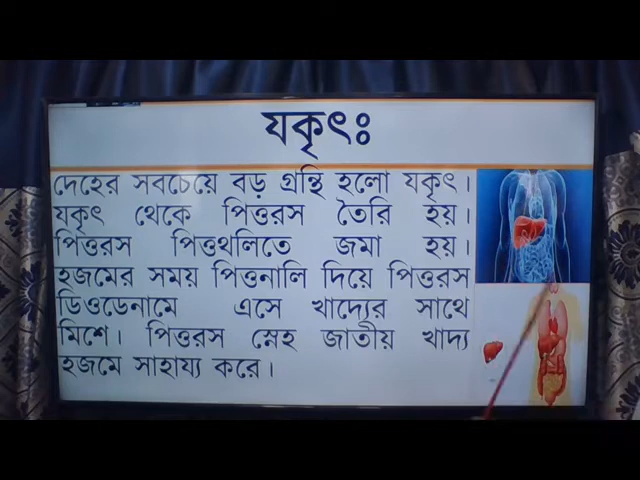 যকৃৎঃ
দেহের সবচেয়ে বড় গ্রন্থি হলো যকৃৎ।
যকৃৎ থেকে পিত্তরস তৈরি হয়।
পিত্তরস পিত্তথলিতে জমা হয়।
হজমের সময় পিত্তনালি দিয়ে পিত্তরস
ডিওডেনামে এসে খাদ্যের সাথে
মিশে। পিত্তরস স্নেহ জাতীয় খাদ্য
হজমে সাহায্য করে।